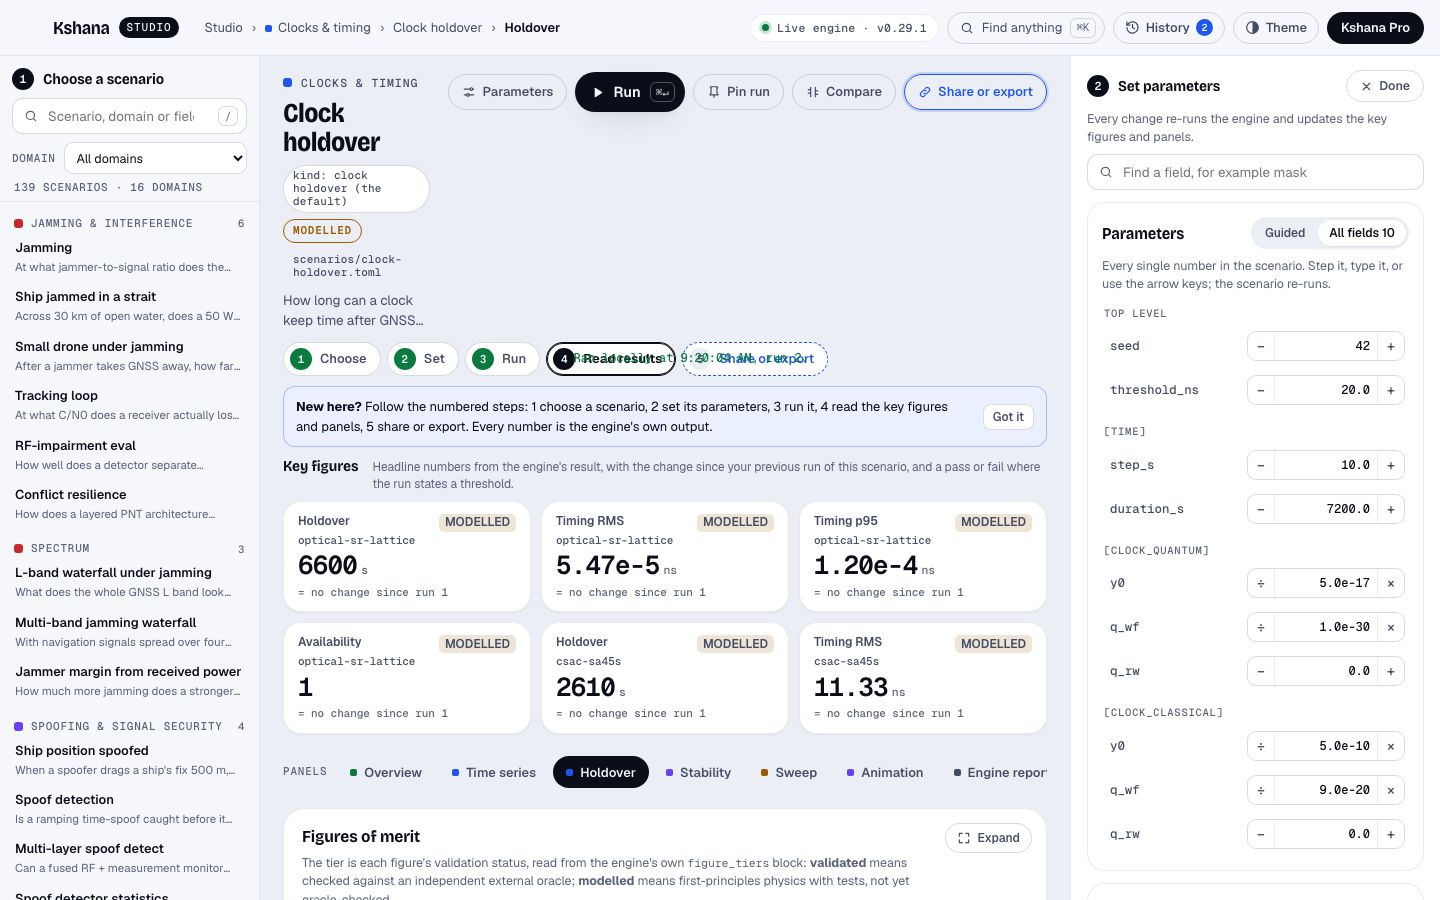 Kshana STUDIO
Studio › Clocks & timing › Clock holdover › Holdover
Live engine · v0.29.1
Find anything ⌘K
History 2
Theme
Kshana Pro
1 Choose a scenario
Scenario, domain or fiel
/
DOMAIN All domains
139 SCENARIOS · 16 DOMAINS
JAMMING & INTERFERENCE 6
Jamming
At what jammer-to-signal ratio does the…
Ship jammed in a strait
Across 30 km of open water, does a 50 W…
Small drone under jamming
After a jammer takes GNSS away, how far…
Tracking loop
At what C/N0 does a receiver actually los…
RF-impairment eval
How well does a detector separate…
Conflict resilience
How does a layered PNT architecture…
SPECTRUM 3
L-band waterfall under jamming
What does the whole GNSS L band look…
Multi-band jamming waterfall
With navigation signals spread over four…
Jammer margin from received power
How much more jamming does a stronger…
SPOOFING & SIGNAL SECURITY 4
Ship position spoofed
When a spoofer drags a ship's fix 500 m,…
Spoof detection
Is a ramping time-spoof caught before it…
Multi-layer spoof detect
Can a fused RF + measurement monitor…
Spoof detector statistics
CLOCKS & TIMING
Clock
holdover
Parameters
Run ⌘↵
Pin run
Compare
Share or export
kind: clock
holdover (the
default)
MODELLED
scenarios/clock-
holdover.toml
How long can a clock
keep time after GNSS…
1 Choose
2 Set
3 Run
4 Read results
5 Share or export
Ran locally at 9:20:04 AM, run 2.
New here? Follow the numbered steps: 1 choose a scenario, 2 set its parameters, 3 run it, 4 read the key figures
and panels, 5 share or export. Every number is the engine's own output.
Got it
Key figures
Headline numbers from the engine's result, with the change since your previous run of this scenario, and a pass or fail where
the run states a threshold.
Holdover MODELLED
optical-sr-lattice
6600 s
= no change since run 1
Timing RMS MODELLED
optical-sr-lattice
5.47e-5 ns
= no change since run 1
Timing p95 MODELLED
optical-sr-lattice
1.20e-4 ns
= no change since run 1
Availability MODELLED
optical-sr-lattice
1
= no change since run 1
Holdover MODELLED
csac-sa45s
2610 s
= no change since run 1
Timing RMS MODELLED
csac-sa45s
11.33 ns
= no change since run 1
PANELS Overview Time series Holdover Stability Sweep Animation Engine repor
Figures of merit
Expand
The tier is each figure's validation status, read from the engine's own figure_tiers block: validated means
checked against an independent external oracle; modelled means first-principles physics with tests, not yet
oracle-checked.
2 Set parameters
Done
Every change re-runs the engine and updates the key
figures and panels.
Find a field, for example mask
Parameters
Guided All fields 10
Every single number in the scenario. Step it, type it, or
use the arrow keys; the scenario re-runs.
TOP LEVEL
seed − 42 +
threshold_ns − 20.0 +
[TIME]
step_s − 10.0 +
duration_s − 7200.0 +
[CLOCK_QUANTUM]
y0 ÷ 5.0e-17 ×
q_wf ÷ 1.0e-30 ×
q_rw − 0.0 +
[CLOCK_CLASSICAL]
y0 ÷ 5.0e-10 ×
q_wf ÷ 9.0e-20 ×
q_rw − 0.0 +